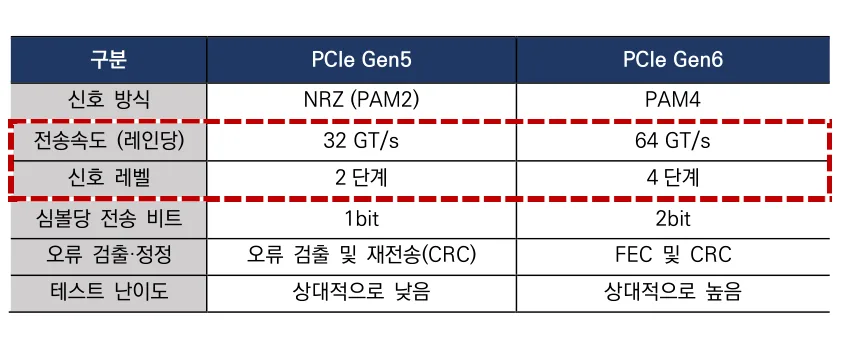 구분 PCIe Gen5 PCIe Gen6
신호 방식 NRZ (PAM2) PAM4
전송속도 (레인당) 32 GT/s 64 GT/s
신호 레벨 2 단계 4 단계
심볼당 전송 비트 1bit 2bit
오류 검출·정정 오류 검출 및 재전송(CRC) FEC 및 CRC
테스트 난이도 상대적으로 낮음 상대적으로 높음